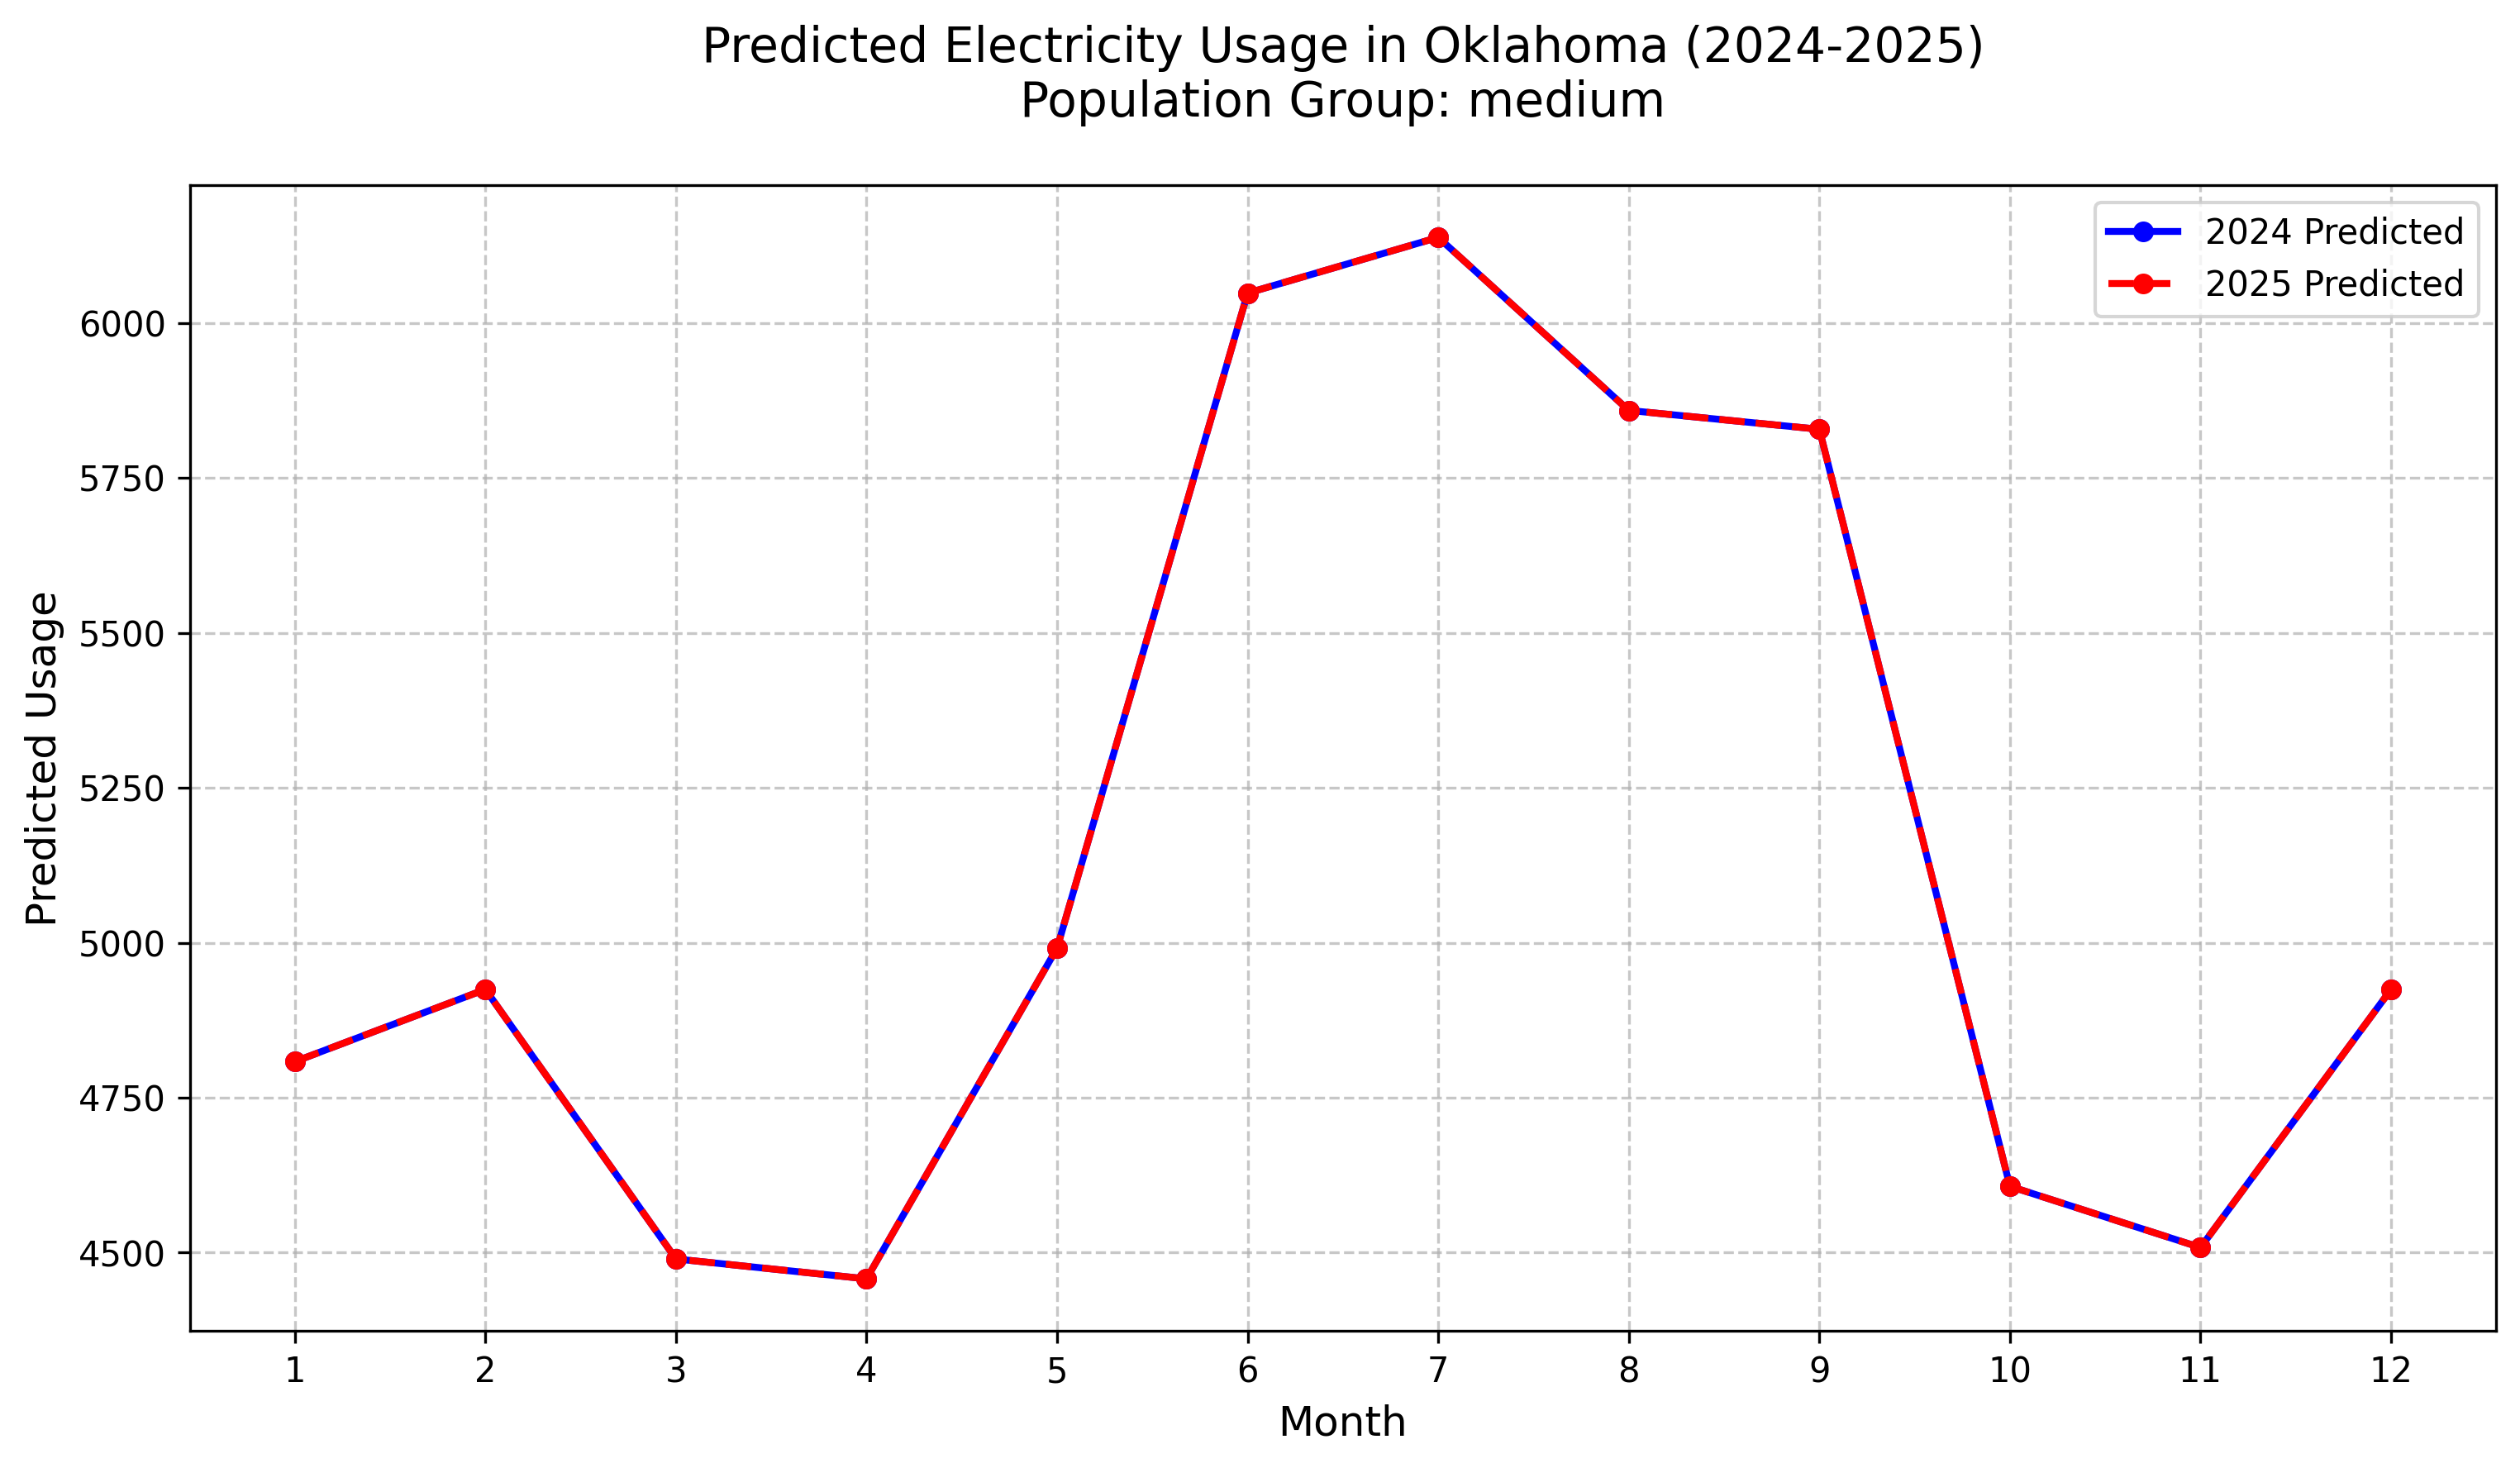 Predicted Electricity Usage in Oklahoma (2024-2025)
Population Group: medium
2024 Predicted
2025 Predicted
Predicted Usage
6000
5750
5500
5250
5000
4750
4500
1 2 3 4 5 6 7 8 9 10 11 12
Month